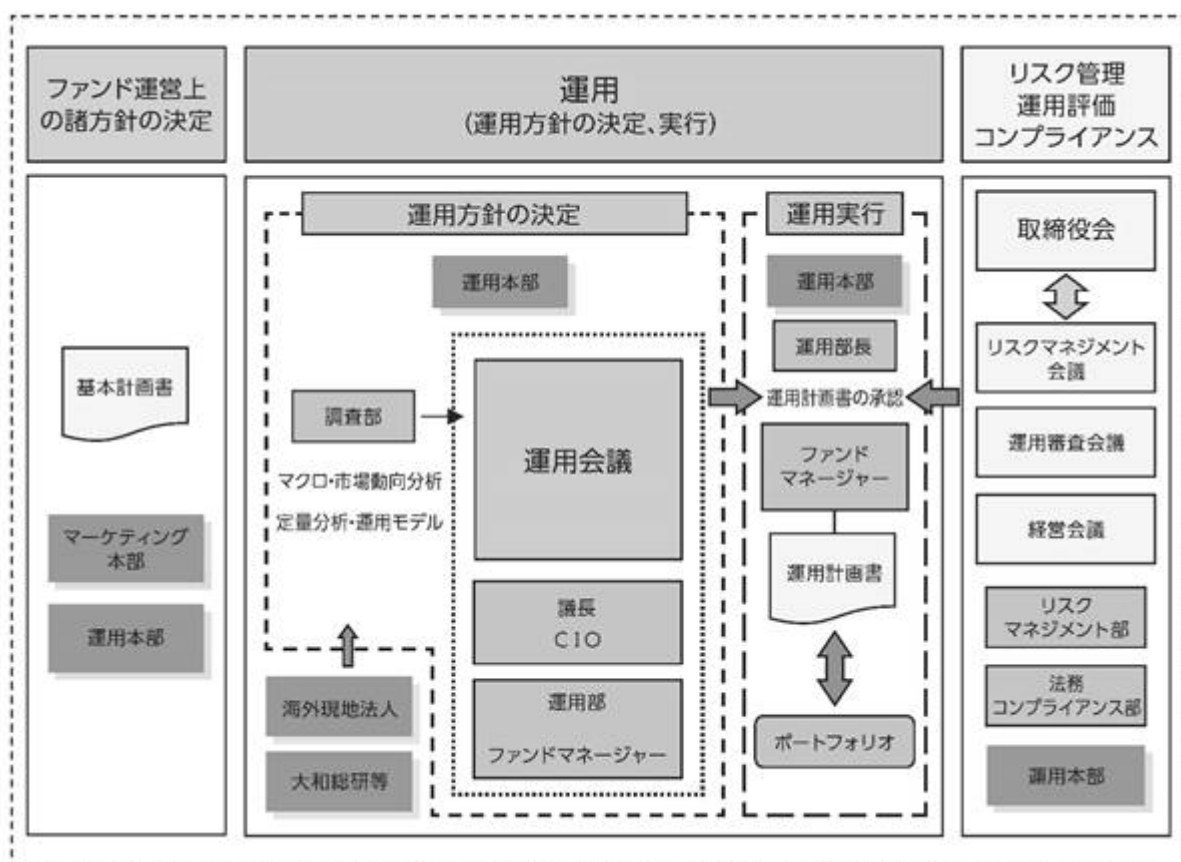 ファンド運営上
の諸方針の決定
運用
(運用方針の決定、実行)
リスク管理
運用評価
コンプライアンス
基本計画書
マーケティング
本部
運用本部
運用方針の決定
運用本部
調査部
マクロ・市場動向分析
定量分析・運用モデル
運用会議
議長
CIO
運用部
ファンドマネージャー
海外現地法人
大和総研等
運用実行
運用本部
運用部長
運用計画書の承認
ファンド
マネージャー
運用計画書
ポートフォリオ
取締役会
リスクマネジメント
会議
運用審査会議
経営会議
リスク
マネジメント部
法務
コンプライアンス部
運用本部